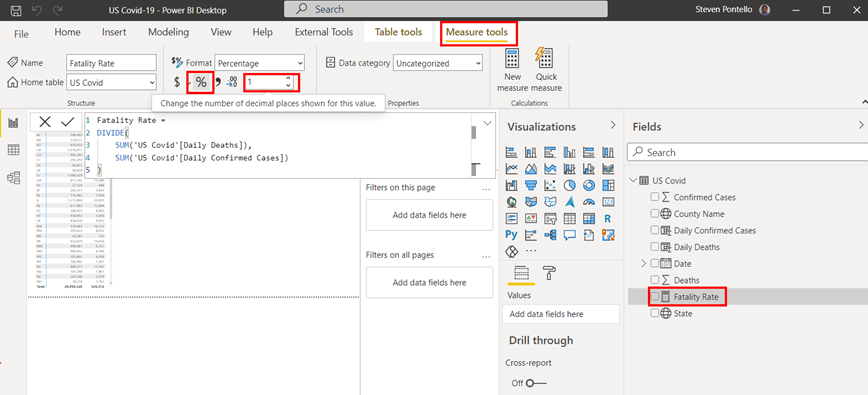 US Covid-19 - Power BI Desktop
Search
Steven Pontello
File
Home
Insert
Modeling
View
Help
External Tools
Table tools
Measure tools
Name
Fatality Rate
$% Format
Percentage
Data category
Uncategorized
New measure
Quick measure
Home table
US Covid
$
%
,
.00
1
Structure
Change the number of decimal places shown for this value.
Properties
Calculations
1 Fatality Rate =
2 DIVIDE(
3 SUM('US Covid'[Daily Deaths]),
4 SUM('US Covid'[Daily Confirmed Cases])
5 )
Total
Filters on this page
...
Add data fields here
Filters on all pages
...
Add data fields here
Visualizations
R
Py
...
Values
Add data fields here
Drill through
Cross-report
Off
Fields
Search
US Covid
Confirmed Cases
County Name
Daily Confirmed Cases
Daily Deaths
Date
Deaths
Fatality Rate
State